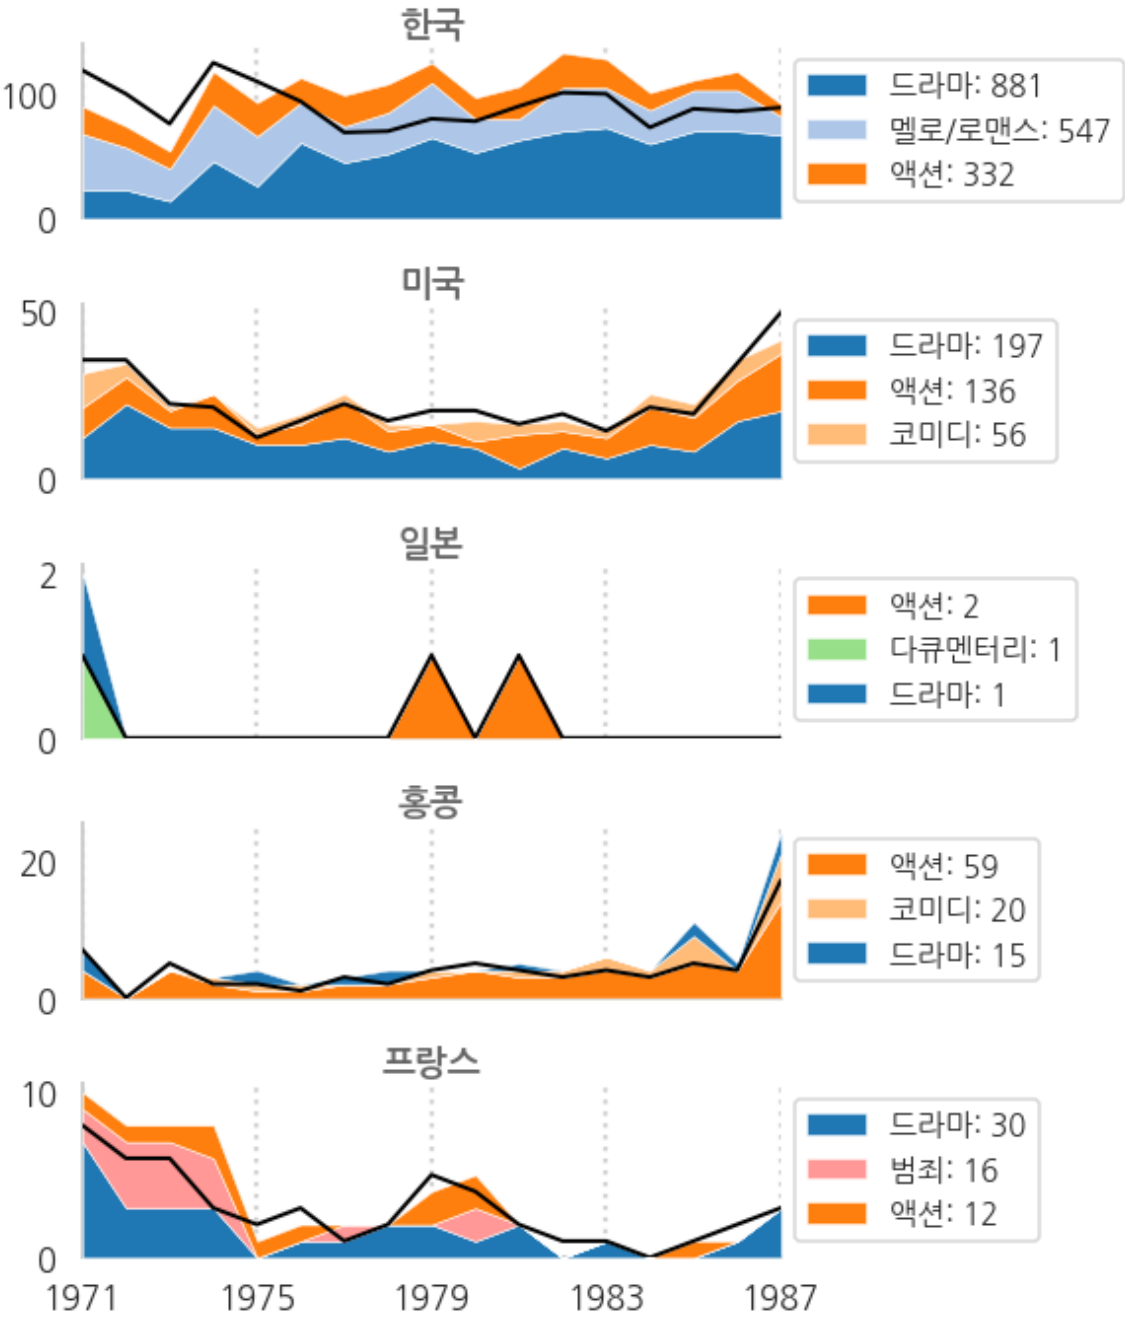 한국
100
0
드라마: 881
멜로/로맨스: 547
액션: 332
미국
50
0
드라마: 197
액션: 136
코미디: 56
일본
2
0
액션: 2
다큐멘터리: 1
드라마: 1
홍콩
20
0
액션: 59
코미디: 20
드라마: 15
프랑스
10
0
드라마: 30
범죄: 16
액션: 12
1971 1975 1979 1983 1987